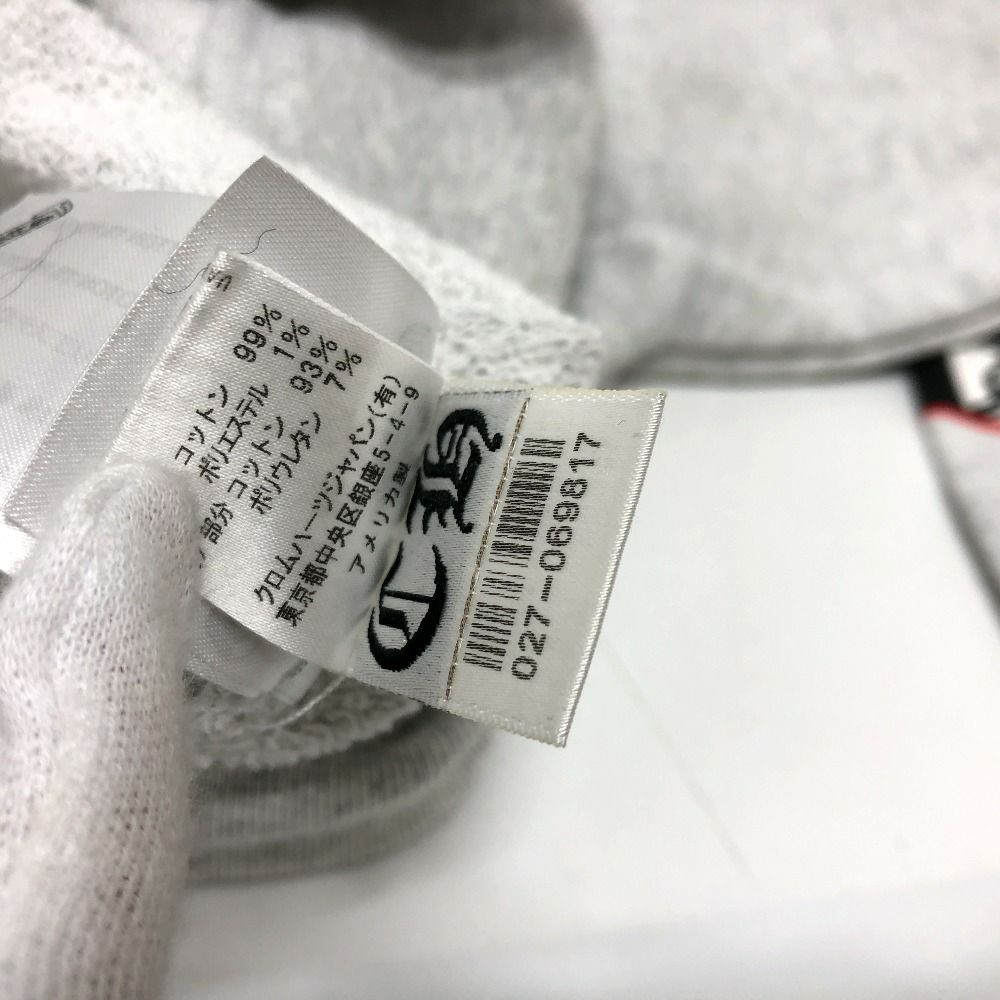 コットン 99%
ポリエステル 1%
部分 コットン 93%
ポリウレタン 7%
クロムハーツジャパン(有)
東京都中央区銀座5-4-9
アメリカ製
CH
027-069817